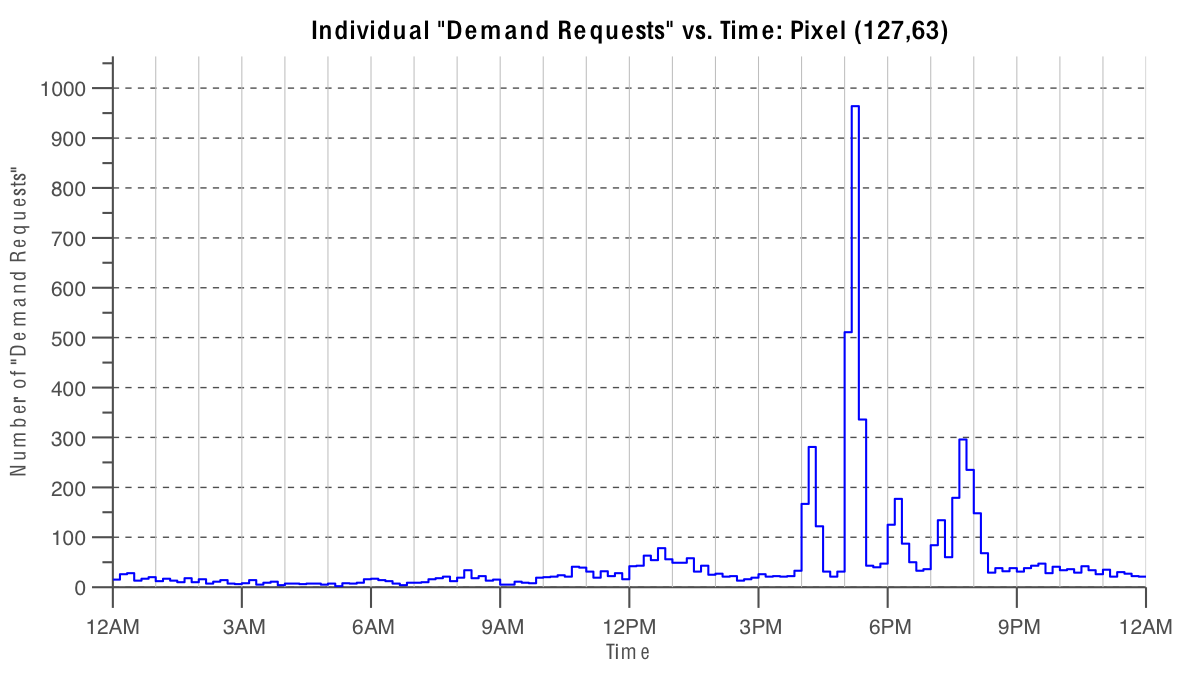 Individual "Demand Requests" vs. Time: Pixel (127,63)
Number of "Demand Requests"
1000
900
800
700
600
500
400
300
200
100
0
12AM 3AM 6AM 9AM 12PM 3PM 6PM 9PM 12AM
Time